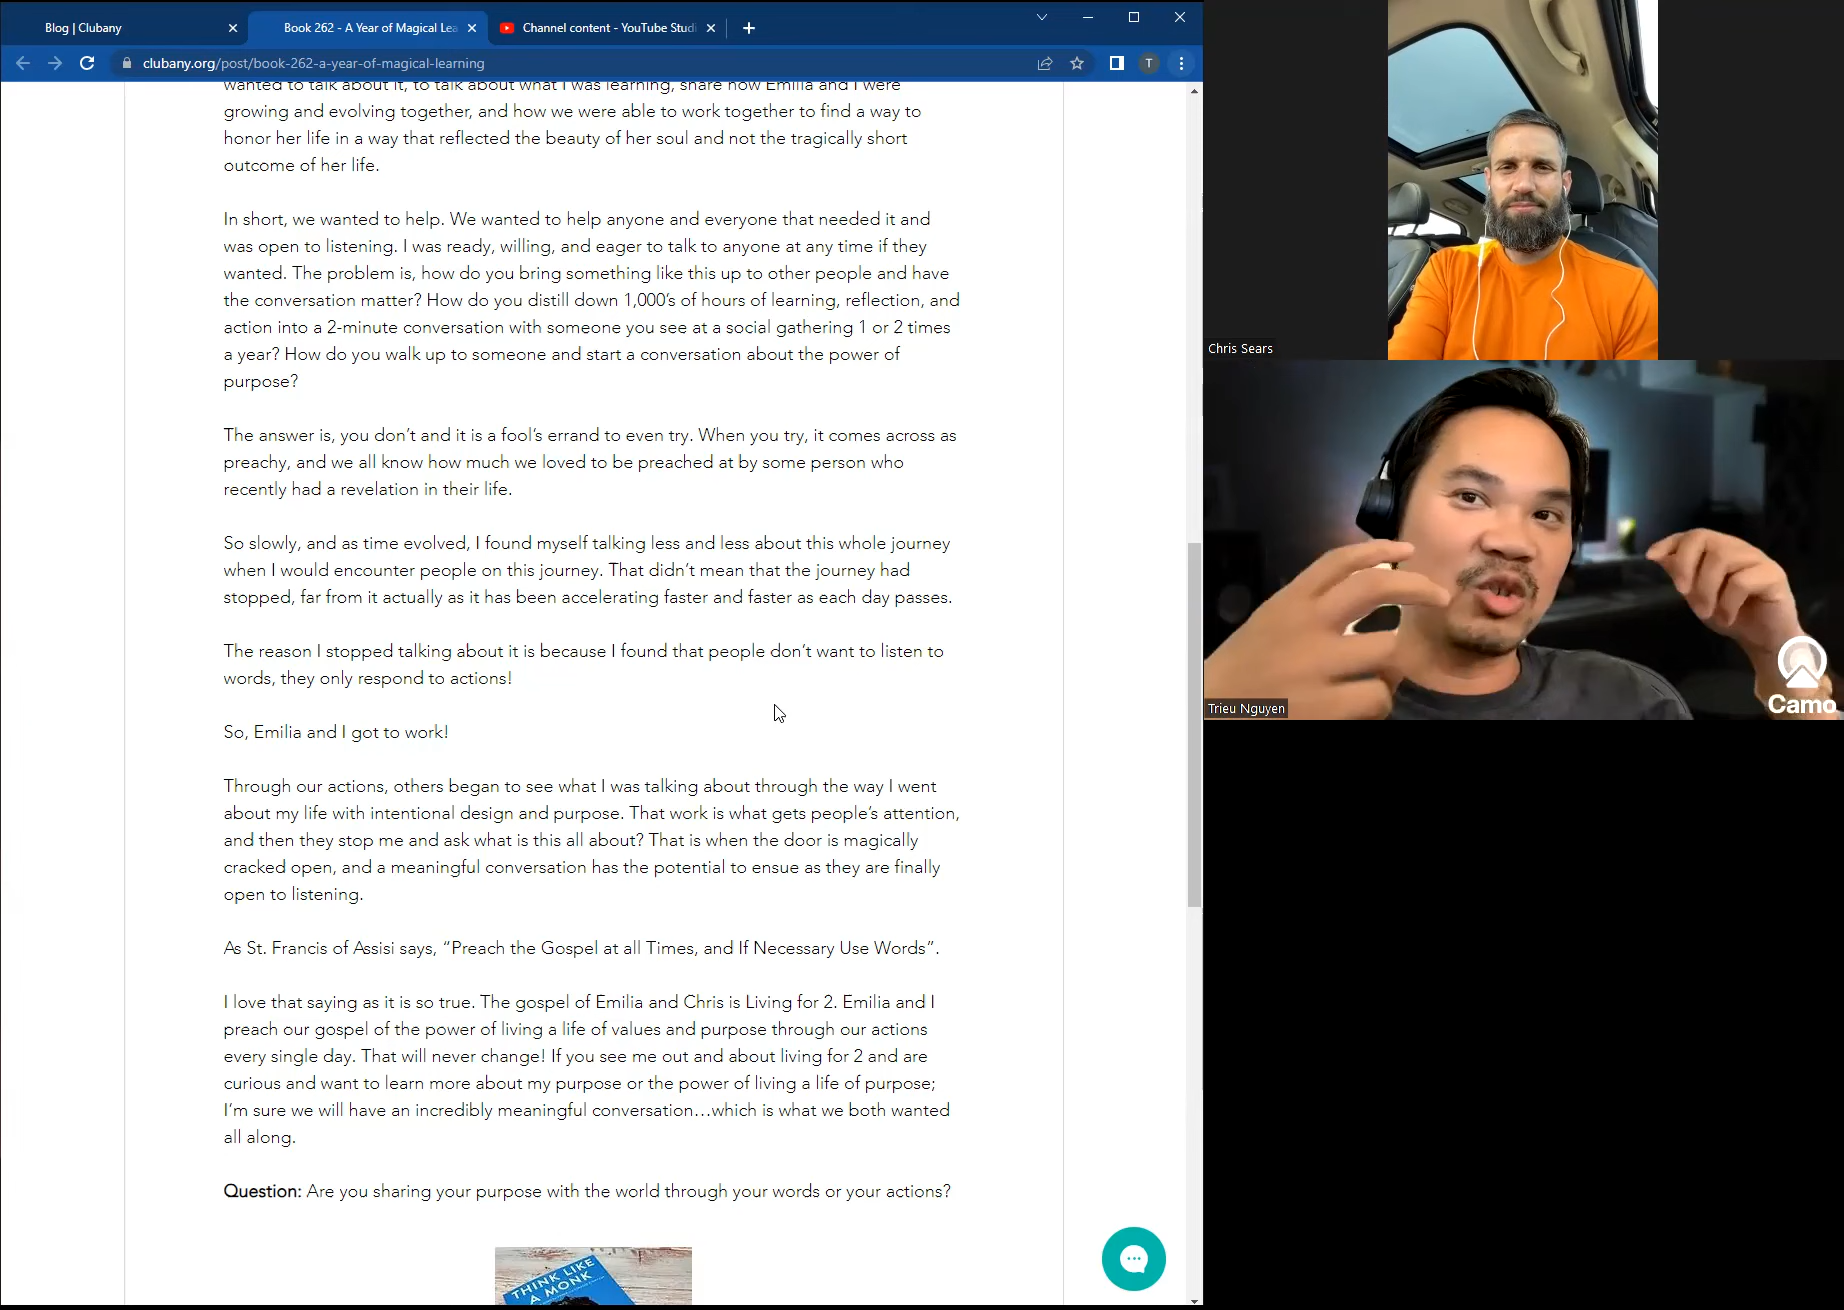 Blog | Clubany
Book 262 - A Year of Magical Lea
Channel content - YouTube Studi
clubany.org/post/book-262-a-year-of-magical-learning
T
wanted to talk about it, to talk about what I was learning, share how Emilia and I were
growing and evolving together, and how we were able to work together to find a way to
honor her life in a way that reflected the beauty of her soul and not the tragically short
outcome of her life.
In short, we wanted to help. We wanted to help anyone and everyone that needed it and
was open to listening. I was ready, willing, and eager to talk to anyone at any time if they
wanted. The problem is, how do you bring something like this up to other people and have
the conversation matter? How do you distill down 1,000’s of hours of learning, reflection, and
action into a 2-minute conversation with someone you see at a social gathering 1 or 2 times
a year? How do you walk up to someone and start a conversation about the power of
purpose?
The answer is, you don’t and it is a fool’s errand to even try. When you try, it comes across as
preachy, and we all know how much we loved to be preached at by some person who
recently had a revelation in their life.
So slowly, and as time evolved, I found myself talking less and less about this whole journey
when I would encounter people on this journey. That didn’t mean that the journey had
stopped, far from it actually as it has been accelerating faster and faster as each day passes.
The reason I stopped talking about it is because I found that people don’t want to listen to
words, they only respond to actions!
So, Emilia and I got to work!
Through our actions, others began to see what I was talking about through the way I went
about my life with intentional design and purpose. That work is what gets people’s attention,
and then they stop me and ask what is this all about? That is when the door is magically
cracked open, and a meaningful conversation has the potential to ensue as they are finally
open to listening.
As St. Francis of Assisi says, “Preach the Gospel at all Times, and If Necessary Use Words”.
I love that saying as it is so true. The gospel of Emilia and Chris is Living for 2. Emilia and I
preach our gospel of the power of living a life of values and purpose through our actions
every single day. That will never change! If you see me out and about living for 2 and are
curious and want to learn more about my purpose or the power of living a life of purpose;
I’m sure we will have an incredibly meaningful conversation…which is what we both wanted
all along.
Question: Are you sharing your purpose with the world through your words or your actions?
THINK LIKE
A MONK
Chris Sears
Trieu Nguyen
Camo